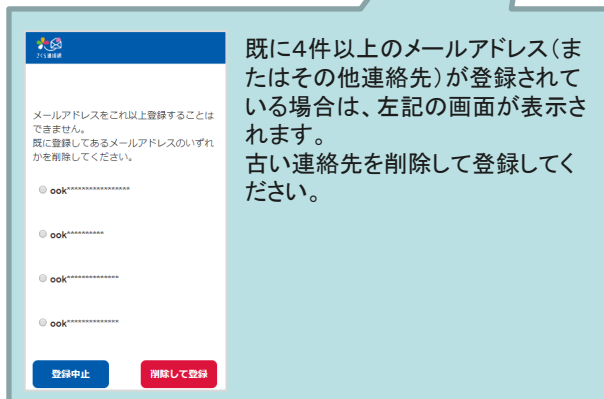 さくら連絡網
メールアドレスをこれ以上登録することは
できません。
既に登録してあるメールアドレスのいずれ
かを削除してください。
ook*****************
ook**********
ook**************
ook**************
登録中止
削除して登録
既に4件以上のメールアドレス(ま
たはその他連絡先)が登録されて
いる場合は、左記の画面が表示さ
れます。
古い連絡先を削除して登録してく
ださい。